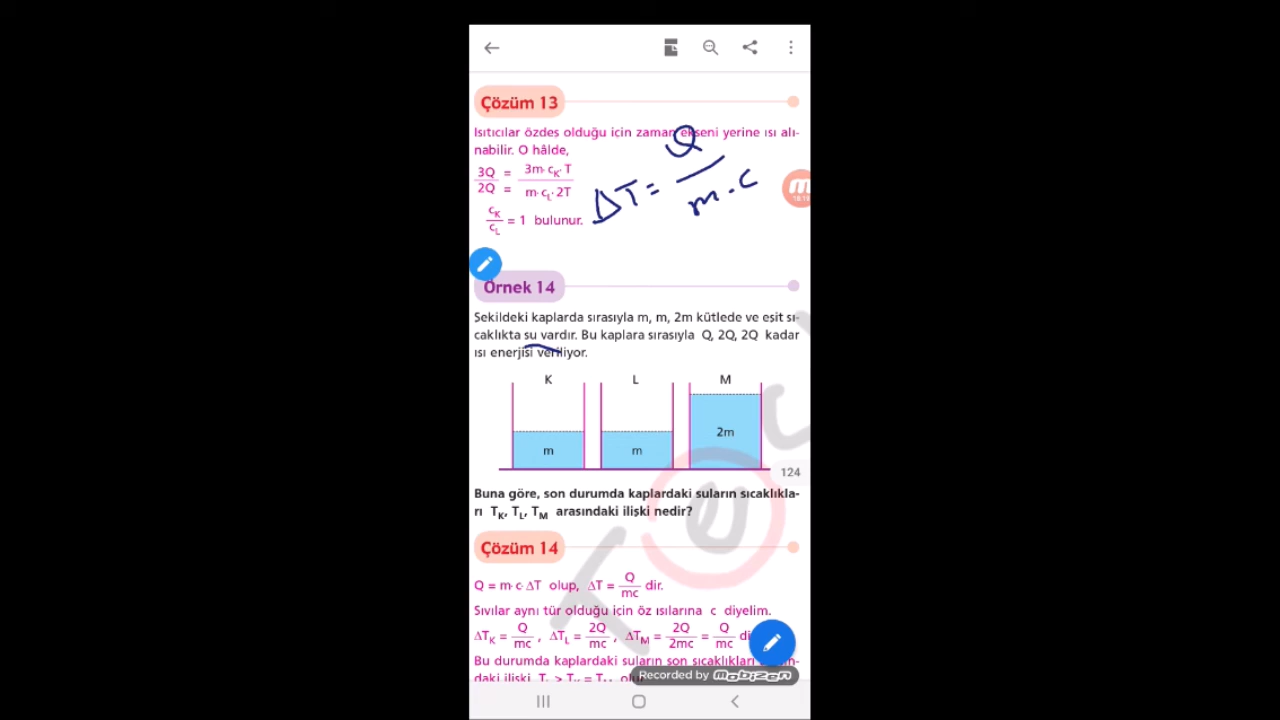 Çözüm 13
Isıtıcılar özdeş olduğu için zaman ekseni yerine ısı alı-
nabilir. O hâlde,
3Q = 3m·cK·T
2Q = m·cL·2T
cK/cL = 1 bulunur.
ΔT = Q/m·c
Örnek 14
Şekildeki kaplarda sırasıyla m, m, 2m kütlede ve eşit sı-
caklıkta su vardır. Bu kaplara sırasıyla Q, 2Q, 2Q kadar
ısı enerjisi veriliyor.
K L M
m m 2m
124
Buna göre, son durumda kaplardaki suların sıcaklıkla-
rı TK, TL, TM arasındaki ilişki nedir?
Çözüm 14
Q = m·c·ΔT olup, ΔT = Q/mc dir.
Sıvılar aynı tür olduğu için öz ısılarına c diyelim.
ΔTK = Q/mc , ΔTL = 2Q/mc , ΔTM = 2Q/2mc = Q/mc
Bu durumda kaplardaki suların son sıcaklıkları
daki ilişki
Recorded by mobizen